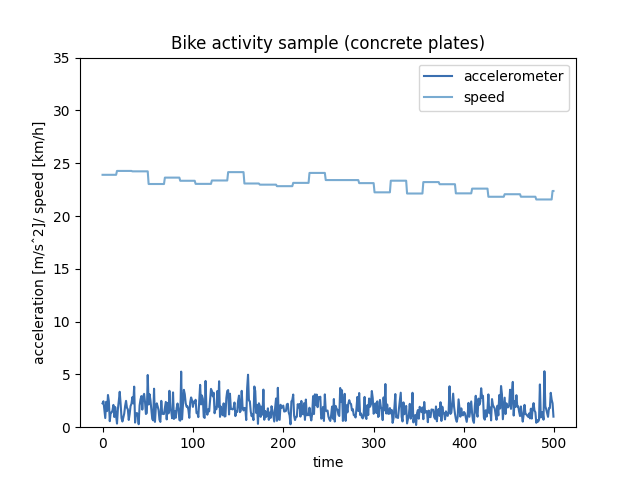 Bike activity sample (concrete plates)
accelerometer
speed
acceleration [m/sˆ2]/ speed [km/h]
35
30
25
20
15
10
5
0
0 100 200 300 400 500
time